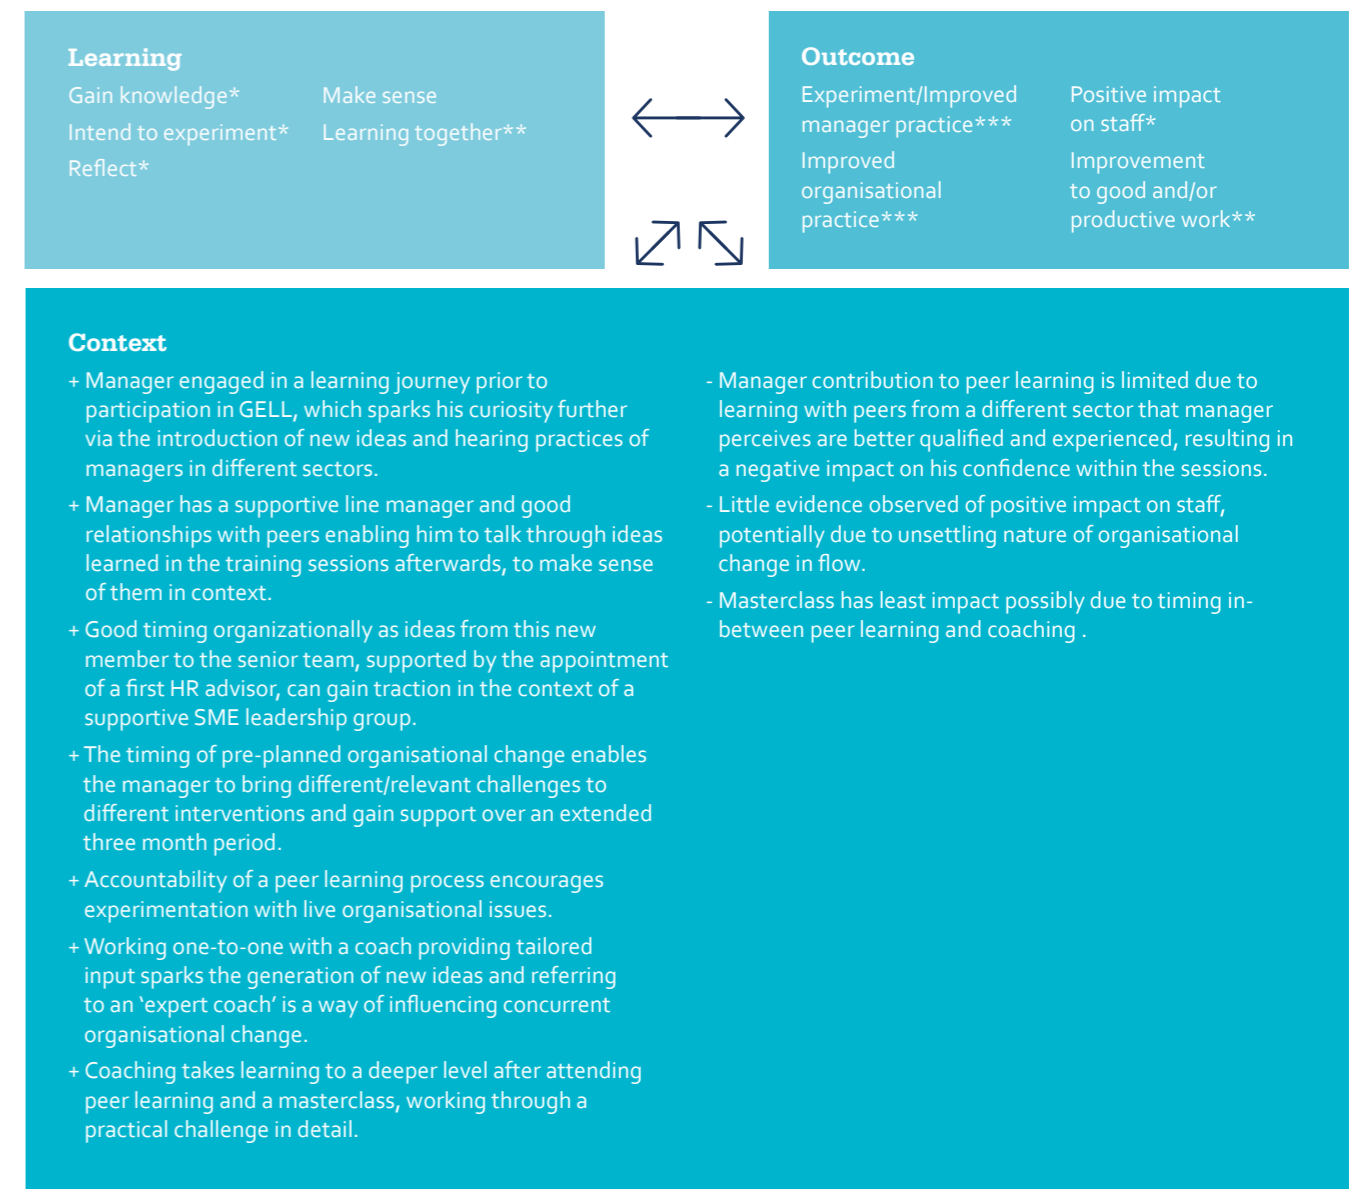 Learning
Gain knowledge*
Intend to experiment*
Reflect*
Make sense
Learning together**
Outcome
Experiment/Improved
manager practice***
Improved
organisational
practice***
Positive impact
on staff*
Improvement
to good and/or
productive work**
Context
+ Manager engaged in a learning journey prior to
participation in GELL, which sparks his curiosity further
via the introduction of new ideas and hearing practices of
managers in different sectors.
+ Manager has a supportive line manager and good
relationships with peers enabling him to talk through ideas
learned in the training sessions afterwards, to make sense
of them in context.
+ Good timing organizationally as ideas from this new
member to the senior team, supported by the appointment
of a first HR advisor, can gain traction in the context of a
supportive SME leadership group.
+ The timing of pre-planned organisational change enables
the manager to bring different/relevant challenges to
different interventions and gain support over an extended
three month period.
+ Accountability of a peer learning process encourages
experimentation with live organisational issues.
+ Working one-to-one with a coach providing tailored
input sparks the generation of new ideas and referring
to an ‘expert coach’ is a way of influencing concurrent
organisational change.
+ Coaching takes learning to a deeper level after attending
peer learning and a masterclass, working through a
practical challenge in detail.
- Manager contribution to peer learning is limited due to
learning with peers from a different sector that manager
perceives are better qualified and experienced, resulting in
a negative impact on his confidence within the sessions.
- Little evidence observed of positive impact on staff,
potentially due to unsettling nature of organisational
change in flow.
- Masterclass has least impact possibly due to timing in-
between peer learning and coaching .